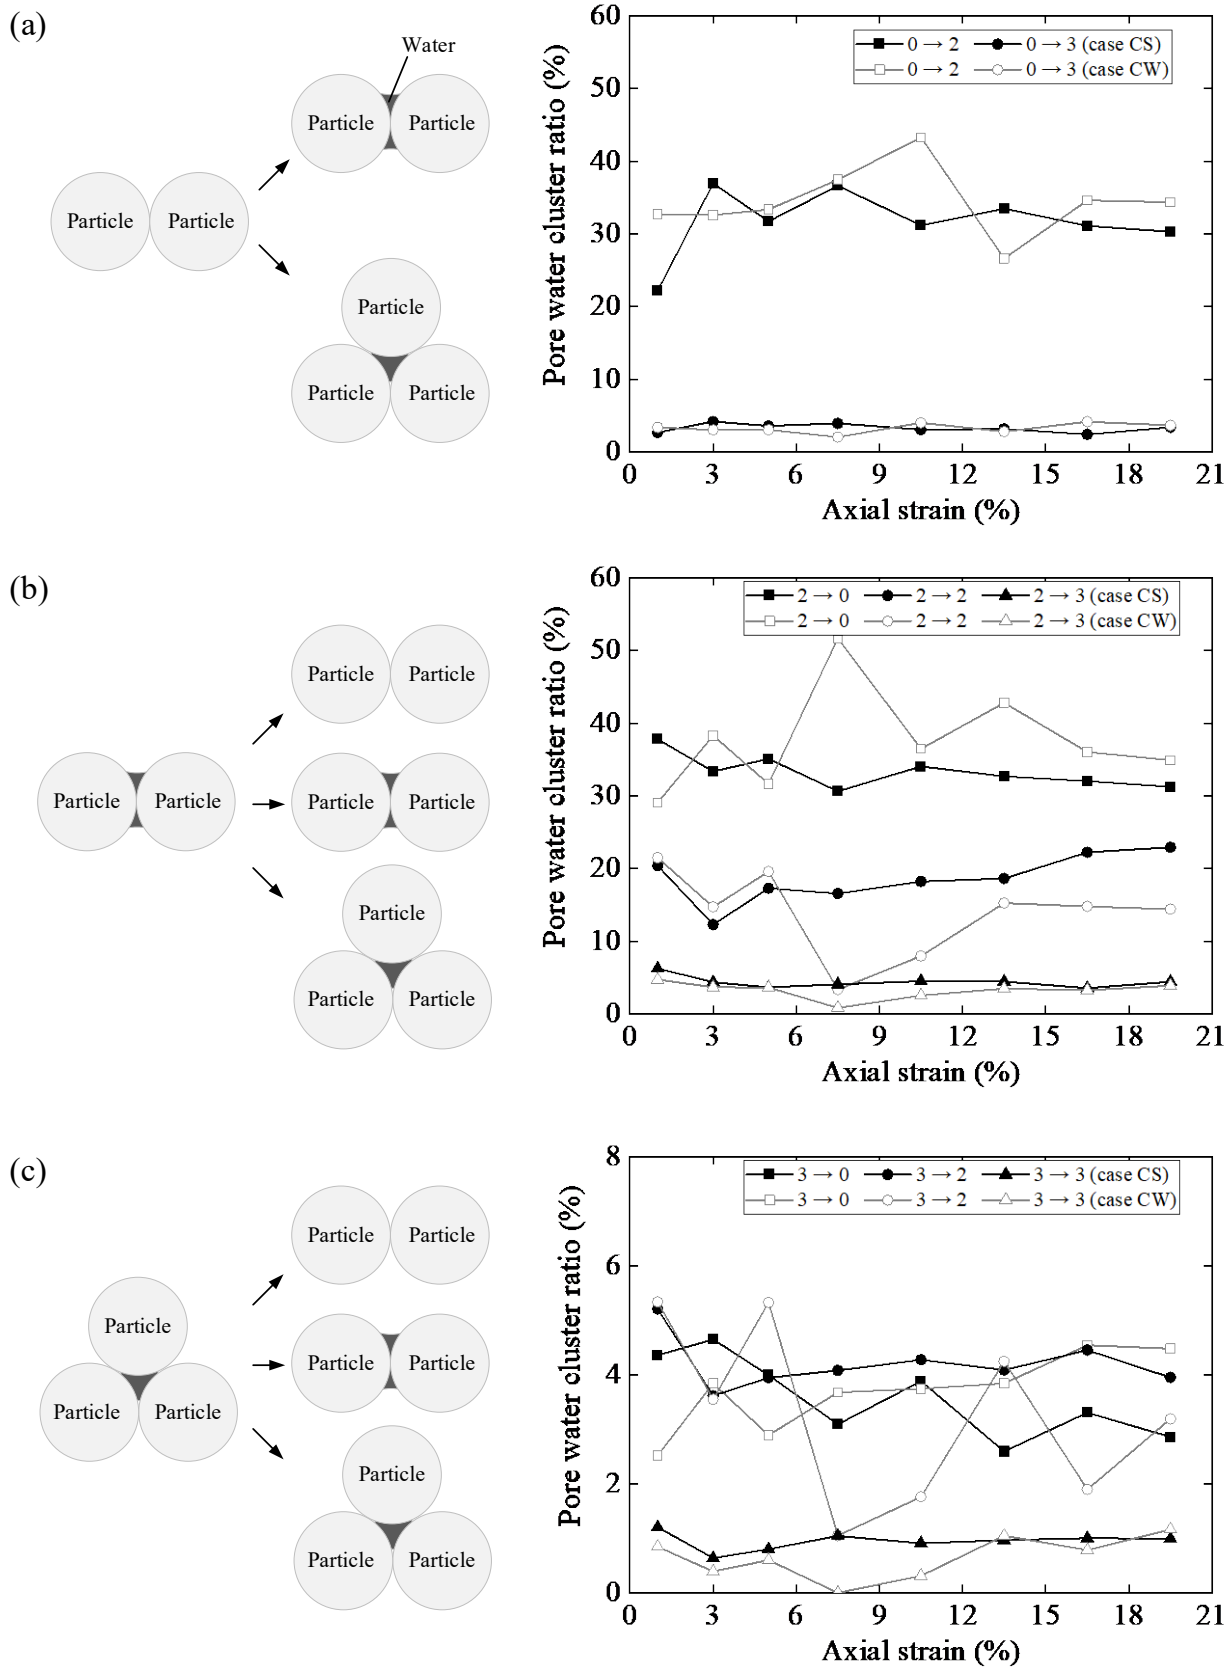 (a)
Water
Particle Particle
Particle Particle
Particle
Particle Particle
Pore water cluster ratio (%)
60
50
40
30
20
10
0
0 → 2 0 → 3 (case CS)
0 → 2 0 → 3 (case CW)
0 3 6 9 12 15 18 21
Axial strain (%)
(b)
Particle Particle
Particle Particle
Particle Particle
Particle
Particle Particle
Pore water cluster ratio (%)
60
50
40
30
20
10
0
2 → 0 2 → 2 2 → 3 (case CS)
2 → 0 2 → 2 2 → 3 (case CW)
0 3 6 9 12 15 18 21
Axial strain (%)
(c)
Particle Particle
Particle
Particle Particle
Particle Particle
Particle
Particle Particle
Pore water cluster ratio (%)
8
6
4
2
0
3 → 0 3 → 2 3 → 3 (case CS)
3 → 0 3 → 2 3 → 3 (case CW)
0 3 6 9 12 15 18 21
Axial strain (%)